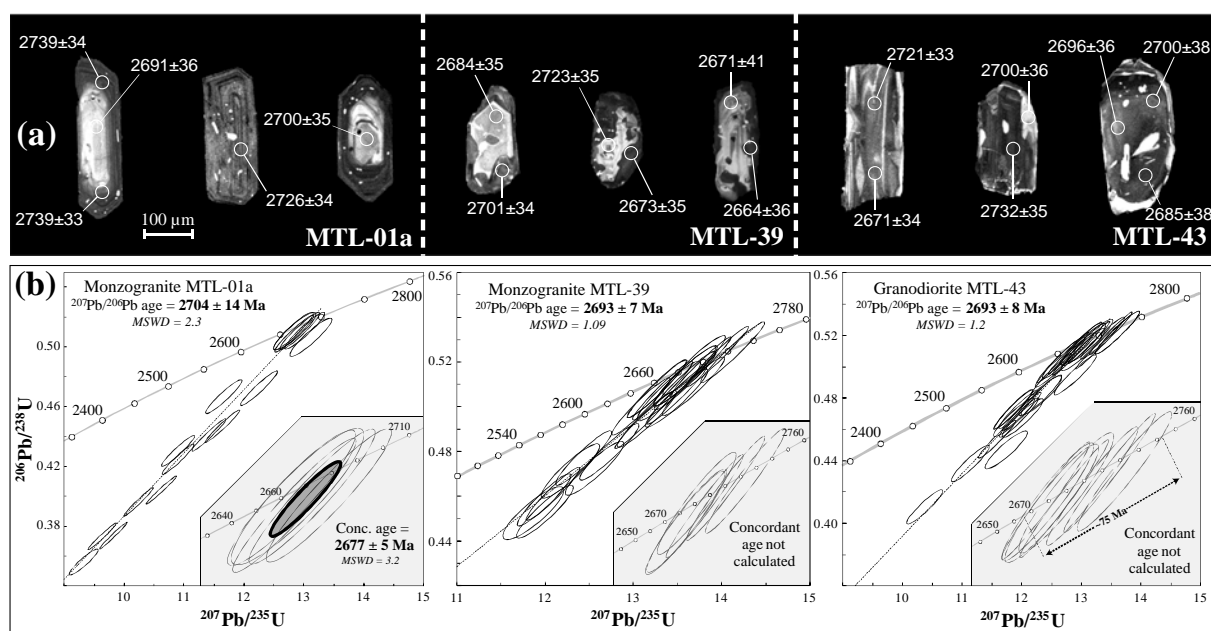 (a)
2739±34
2691±36
2700±35
2726±34
2739±33
100 µm
MTL-01a
2684±35
2723±35
2671±41
2701±34
2673±35
2664±36
MTL-39
2721±33
2700±36
2696±36
2700±38
2671±34
2732±35
2685±38
MTL-43
(b)
Monzogranite MTL-01a
207Pb/206Pb age = 2704 ± 14 Ma
MSWD = 2.3
2800
2600
2500
2400
0.50
0.46
0.42
0.38
206Pb/238U
2710
2660
2640
Conc. age =
2677 ± 5 Ma
MSWD = 3.2
10 11 12 13 14 15
207Pb/235U
Monzogranite MTL-39
207Pb/206Pb age = 2693 ± 7 Ma
MSWD = 1.09
2780
2660
2600
2540
0.56
0.52
0.48
0.44
2760
2670
2650
Concordant
age not
calculated
11 12 13 14 15
207Pb/235U
Granodiorite MTL-43
207Pb/206Pb age = 2693 ± 8 Ma
MSWD = 1.2
2800
2600
2500
2400
0.56
0.52
0.48
0.44
0.40
2760
2670
2650
~75 Ma
Concordant
age not
calculated
10 11 12 13 14 15
207Pb/235U